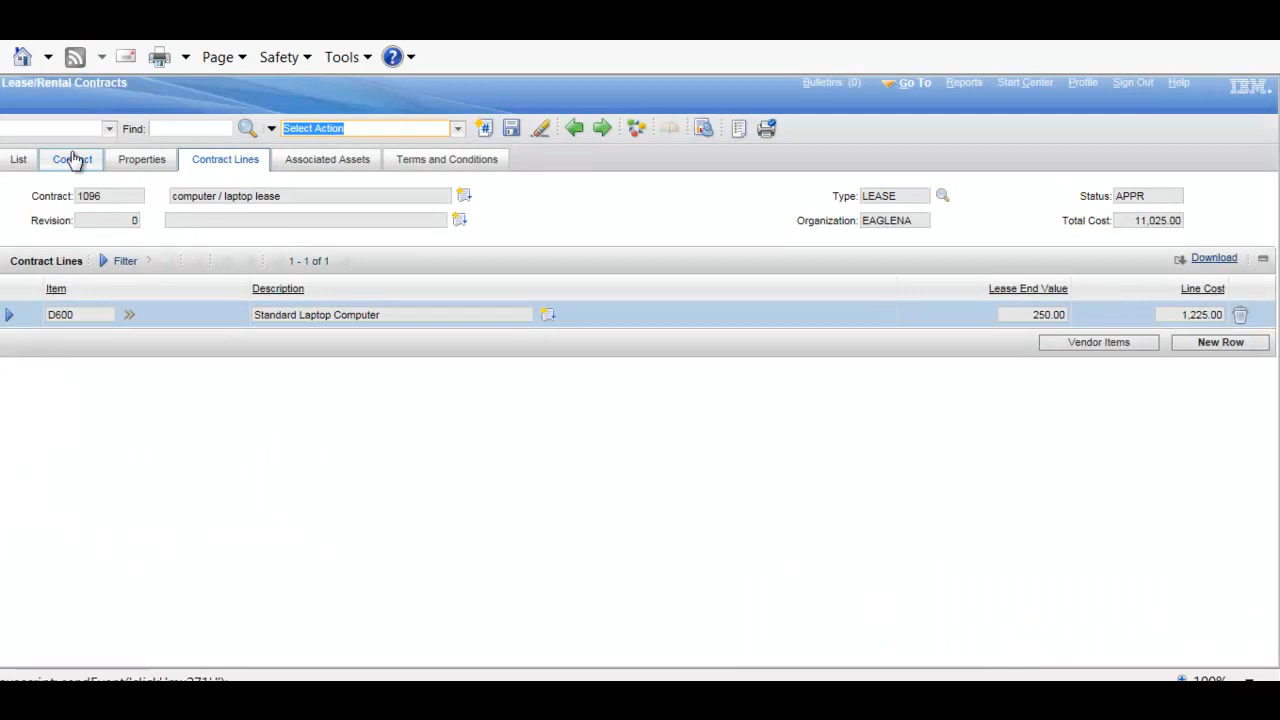 Page Safety Tools ?
Lease/Rental Contracts Bulletins: (0) Go To Reports Start Center Profile Sign Out Help IBM.
Find: Select Action
List Contract Properties Contract Lines Associated Assets Terms and Conditions
Contract: 1096 computer / laptop lease Type: LEASE Status: APPR
Revision: 0 Organization: EAGLENA Total Cost: 11,025.00
Contract Lines Filter 1 - 1 of 1 Download
Item Description Lease End Value Line Cost
D600 Standard Laptop Computer 250.00 1,225.00
Vendor Items New Row
100%